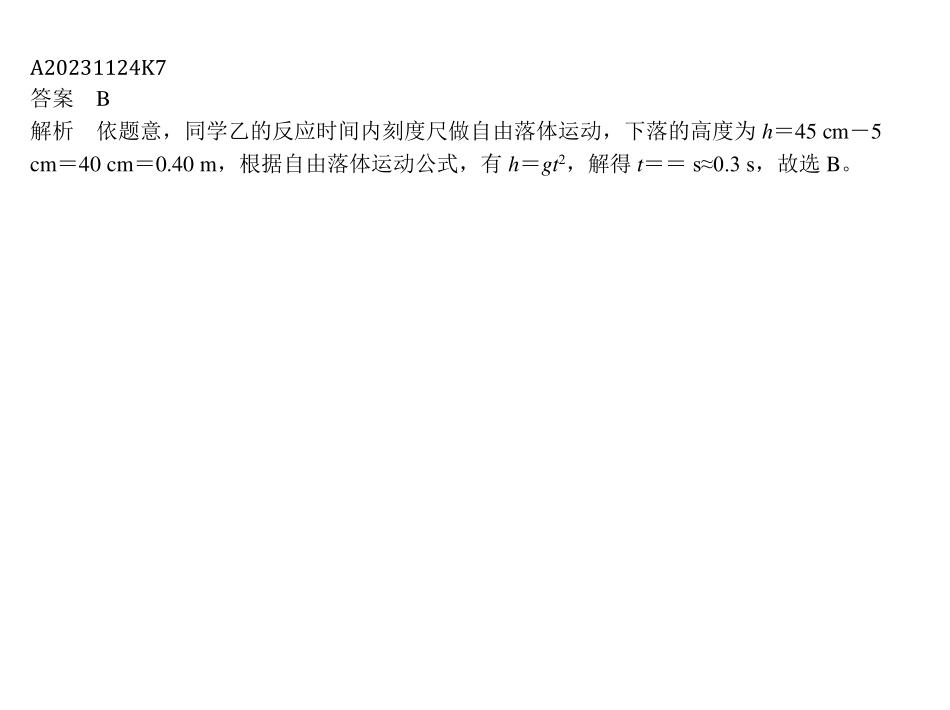 A20231124K7
答案　B
解析　依题意，同学乙的反应时间内刻度尺做自由落体运动，下落的高度为 h＝45 cm－5
cm＝40 cm＝0.40 m，根据自由落体运动公式，有 h＝gt²，解得 t＝＝ s≈0.3 s，故选 B。